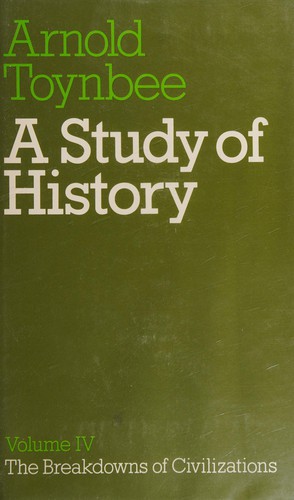 Arnold
Toynbee
A Study of
History
Volume IV
The Breakdowns of Civilizations